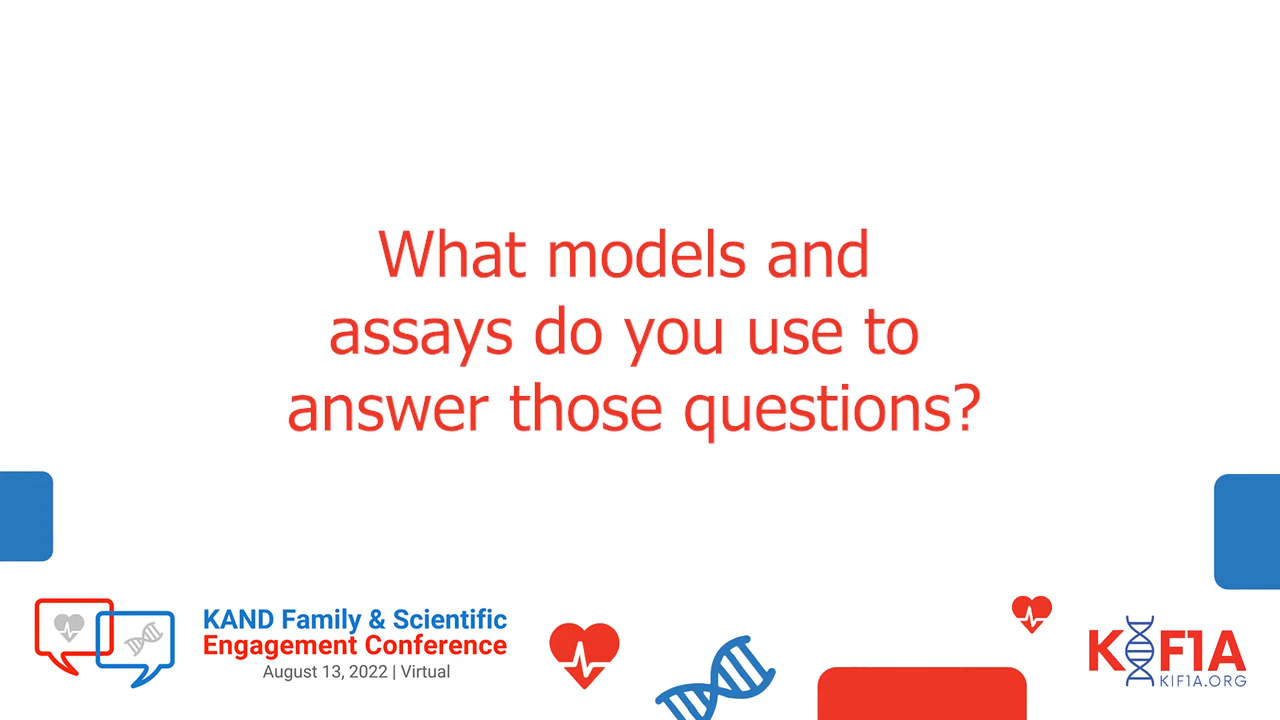 What models and
assays do you use to
answer those questions?
KAND Family & Scientific
Engagement Conference
August 13, 2022 | Virtual
KIF1A
KIF1A.ORG